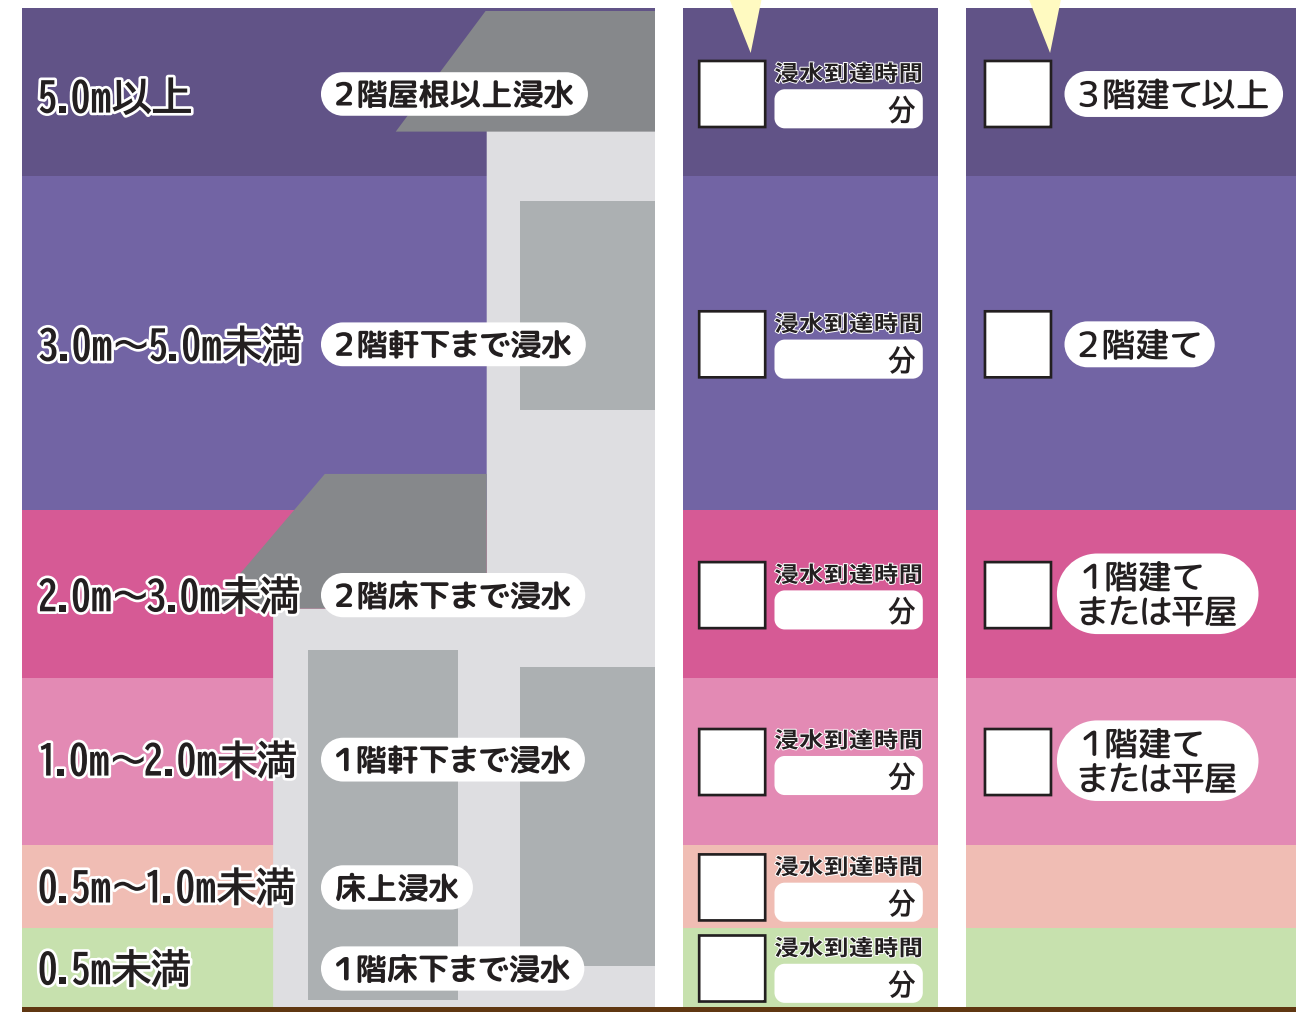 5.0m以上
2階屋根以上浸水
浸水到達時間
分
3階建て以上
3.0m〜5.0m未満
2階軒下まで浸水
浸水到達時間
分
2階建て
2.0m〜3.0m未満
2階床下まで浸水
浸水到達時間
分
1階建て
または平屋
1.0m〜2.0m未満
1階軒下まで浸水
浸水到達時間
分
1階建て
または平屋
0.5m〜1.0m未満
床上浸水
浸水到達時間
分
0.5m未満
1階床下まで浸水
浸水到達時間
分